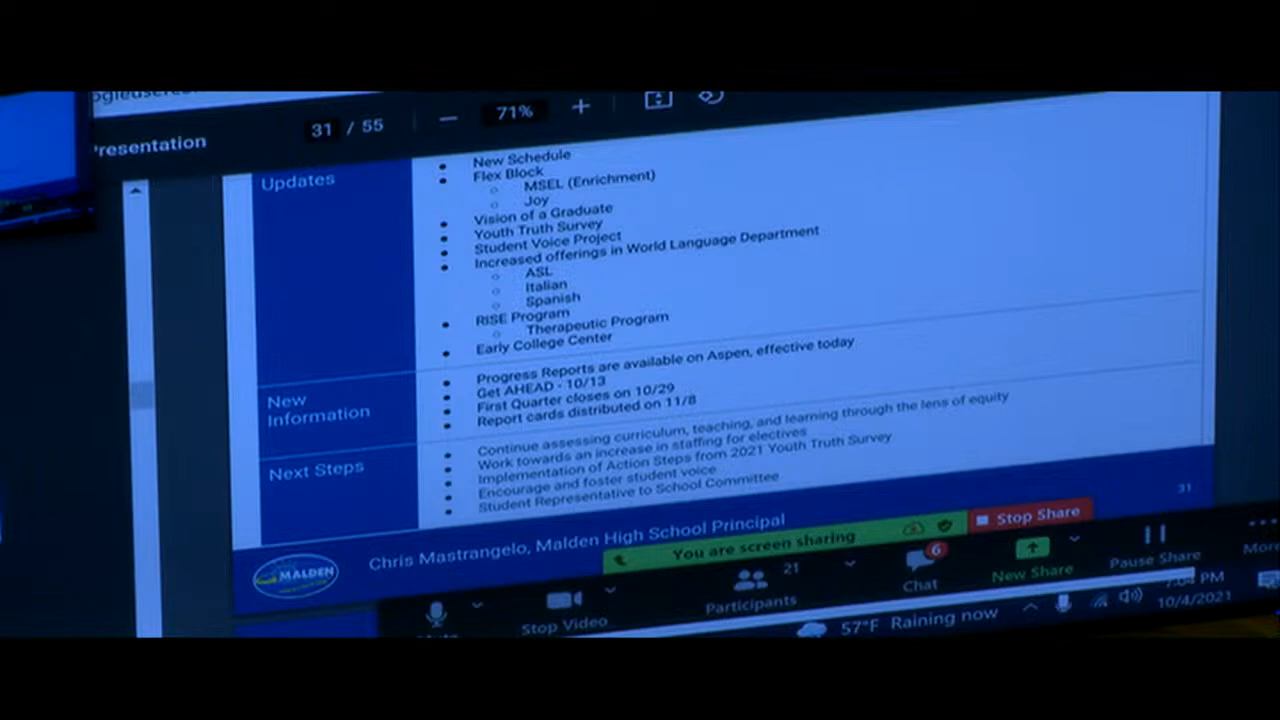 Presentation
31 / 55
71%
Updates
New Schedule
Flex Block
MSEL (Enrichment)
Joy
Vision of a Graduate
Youth Truth Survey
Student Voice Project
Increased offerings in World Language Department
ASL
Italian
Spanish
RISE Program
Therapeutic Program
Early College Center
New Information
Progress Reports are available on Aspen, effective today
Get AHEAD - 10/13
First Quarter closes on 10/29
Report cards distributed on 11/8
Next Steps
Continue assessing curriculum, teaching, and learning through the lens of equity
Work towards an increase in staffing for electives
Implementation of Action Steps from 2021 Youth Truth Survey
Encourage and foster student voice
Student Representative to School Committee
31
MALDEN
Chris Mastrangelo, Malden High School Principal
You are screen sharing
Stop Share
Stop Video
21
Participants
6
Chat
New Share
Pause Share
More
57°F Raining now
PM
10/4/2021